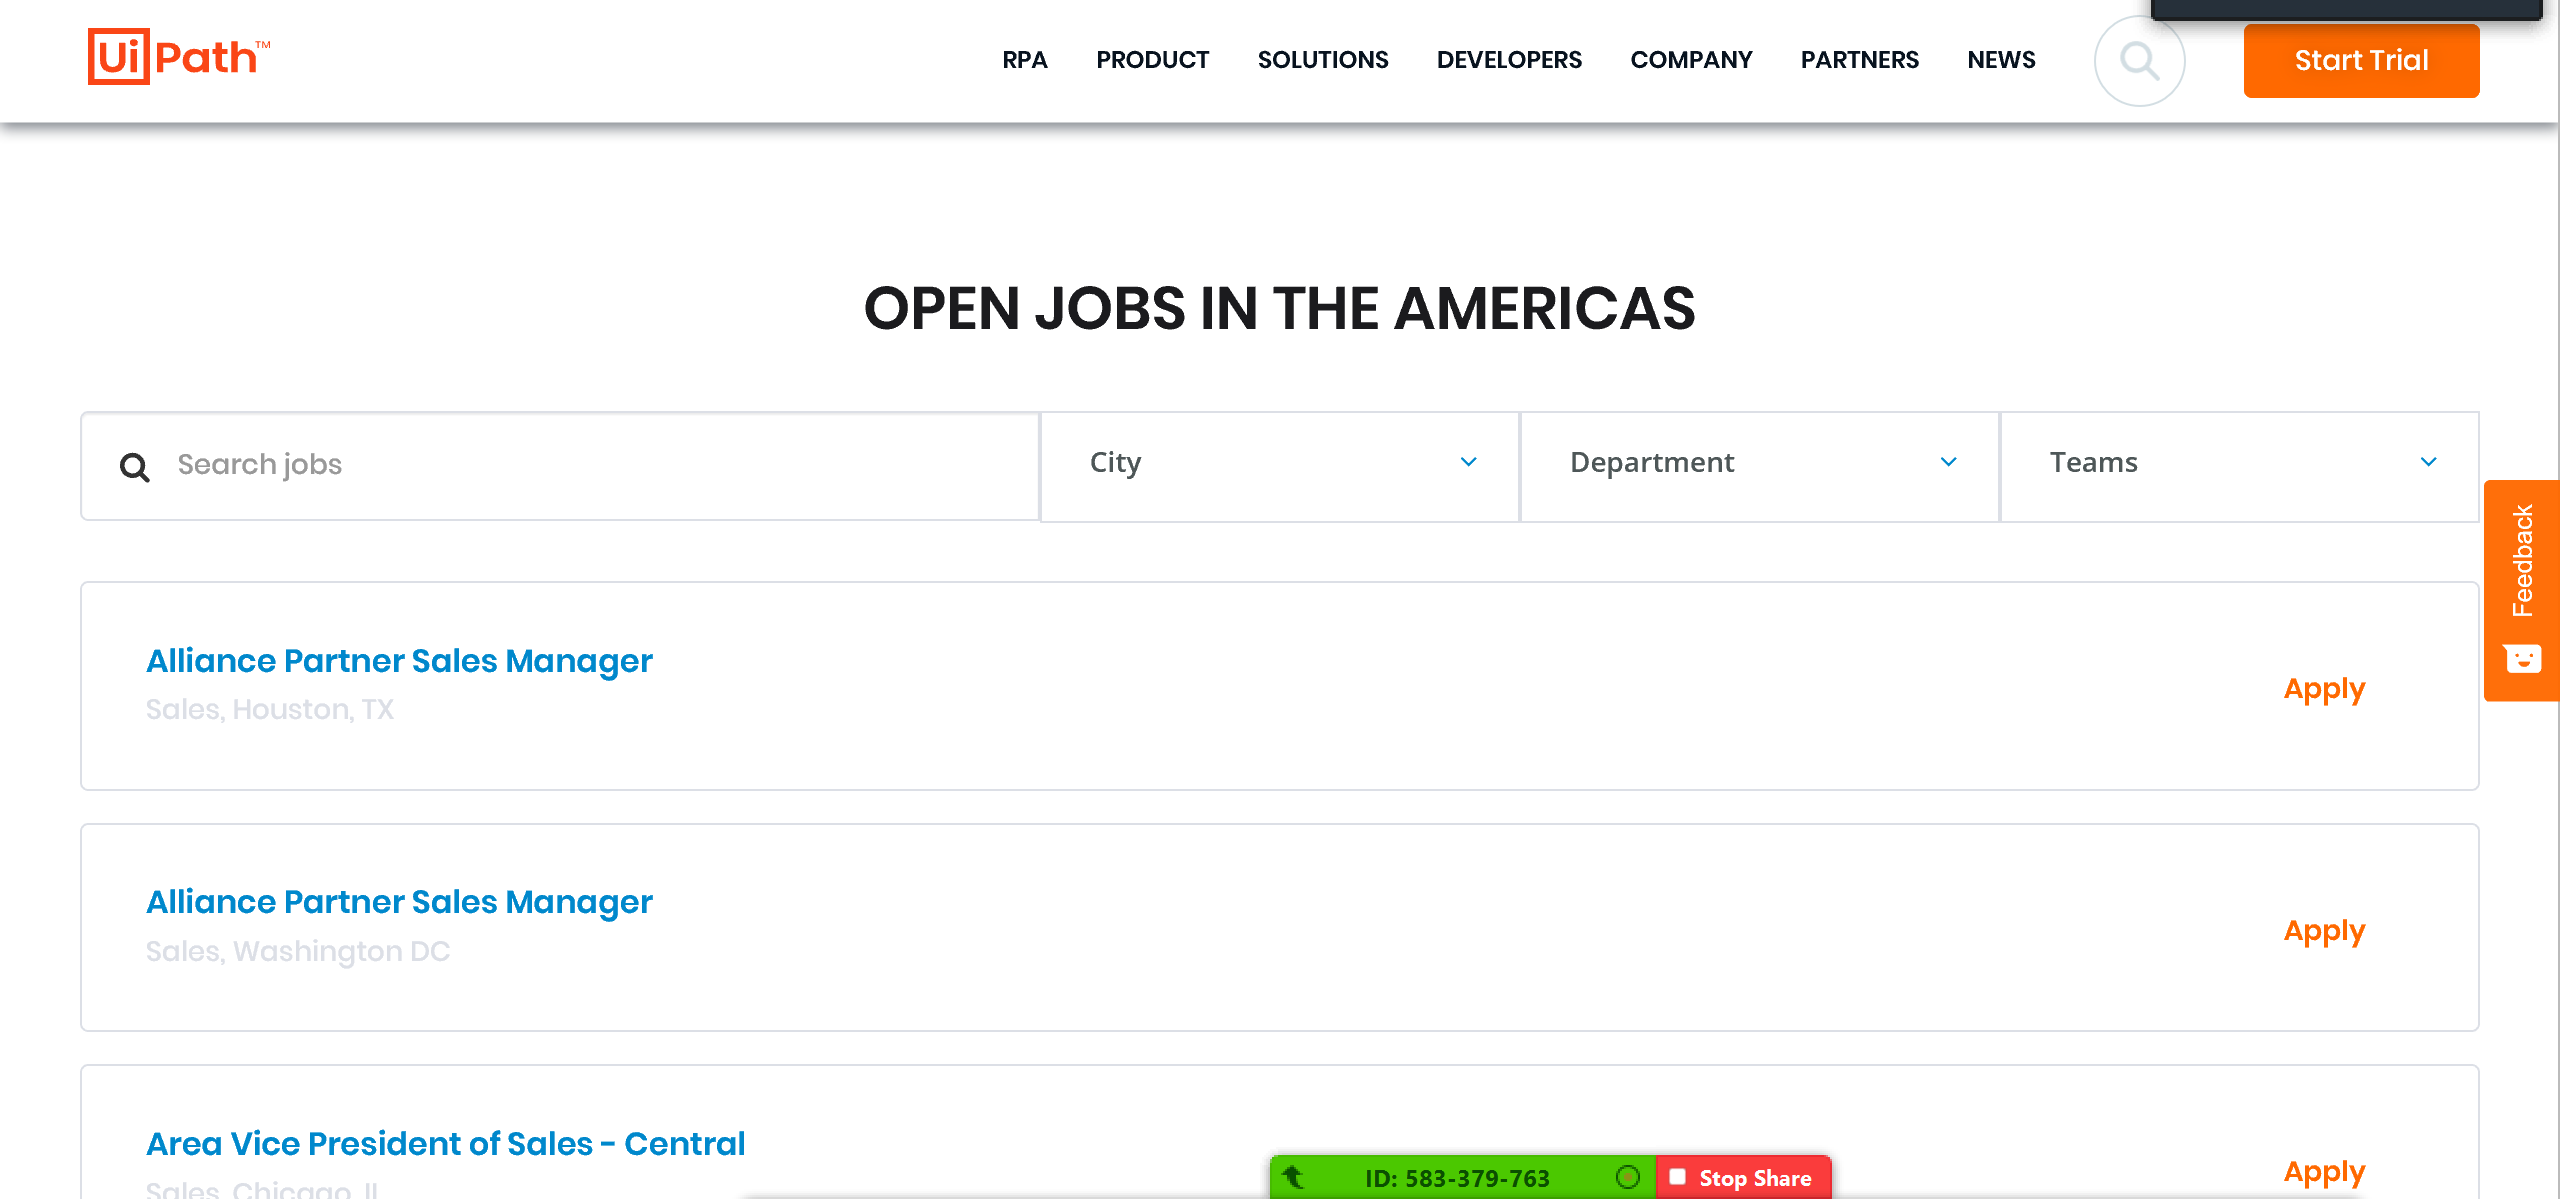 UiPath™
RPA PRODUCT SOLUTIONS DEVELOPERS COMPANY PARTNERS NEWS Start Trial
OPEN JOBS IN THE AMERICAS
Search jobs City Department Teams
Feedback
Alliance Partner Sales Manager
Sales, Houston, TX
Apply
Alliance Partner Sales Manager
Sales, Washington DC
Apply
Area Vice President of Sales - Central
Sales, Chicago, IL
Apply
ID: 583-379-763 Stop Share